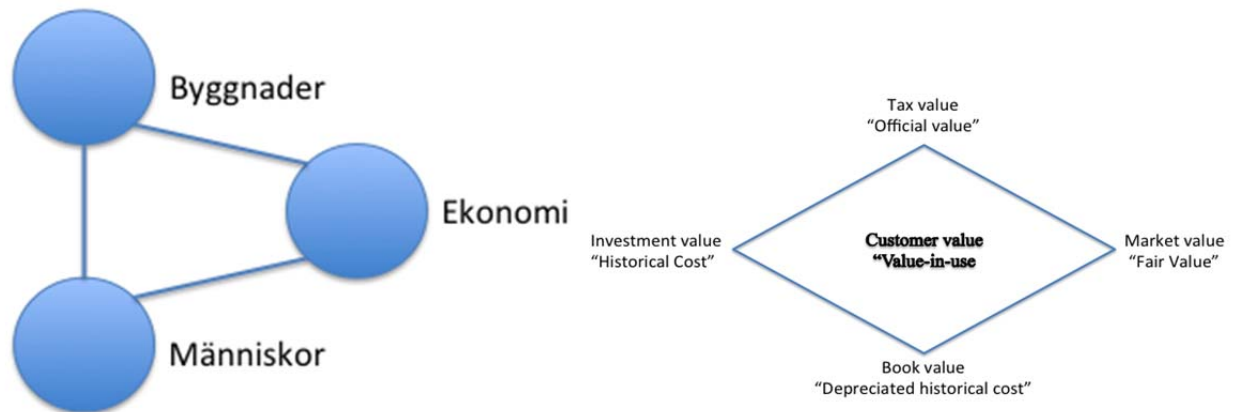 Byggnader
Ekonomi
Människor
Tax value
“Official value”
Investment value
“Historical Cost”
Customer value
“Value-in-use
Market value
“Fair Value”
Book value
“Depreciated historical cost”